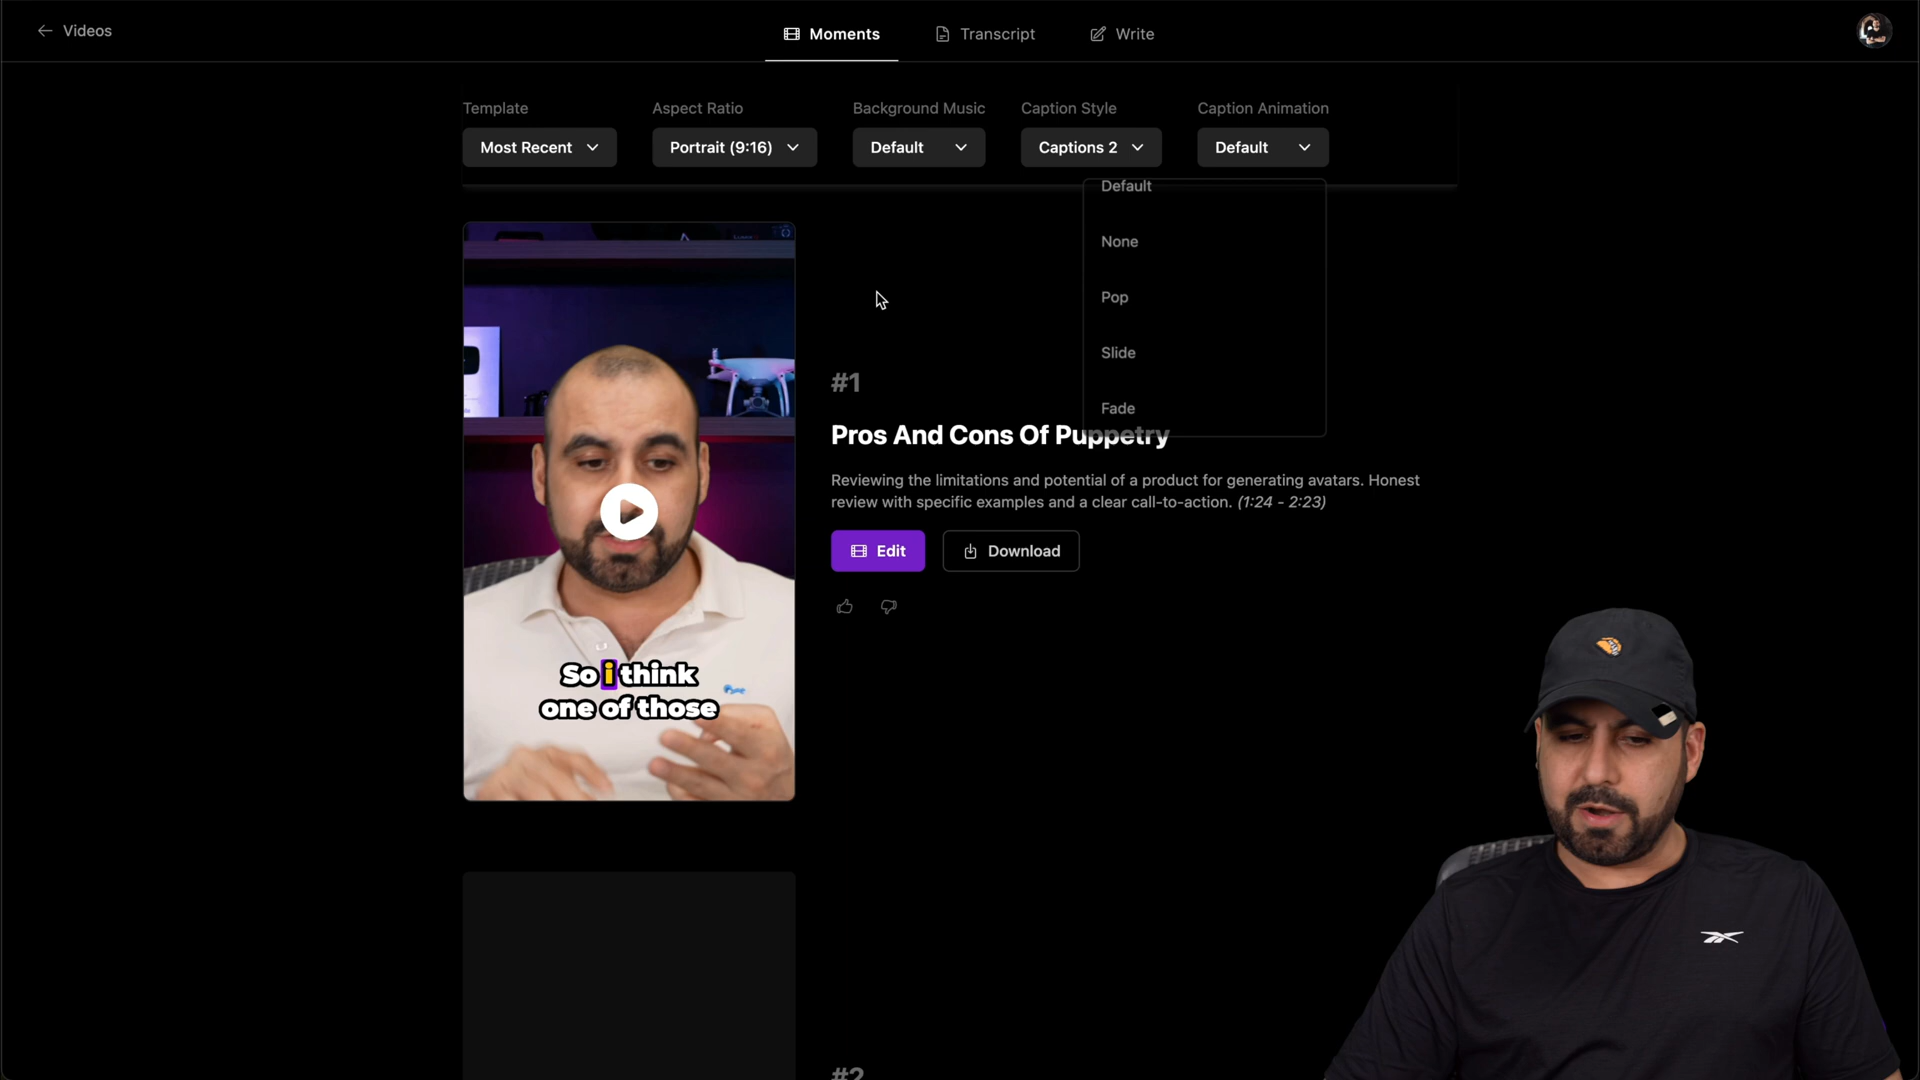 Videos
Moments
Transcript
Write
Template
Aspect Ratio
Background Music
Caption Style
Caption Animation
Most Recent
Portrait (9:16)
Default
Captions 2
Default
Default
None
Pop
Slide
Fade
#1
Pros And Cons Of Puppetry
Reviewing the limitations and potential of a product for generating avatars. Honest
review with specific examples and a clear call-to-action. (1:24 - 2:23)
Edit
Download
So i think
one of those
#2